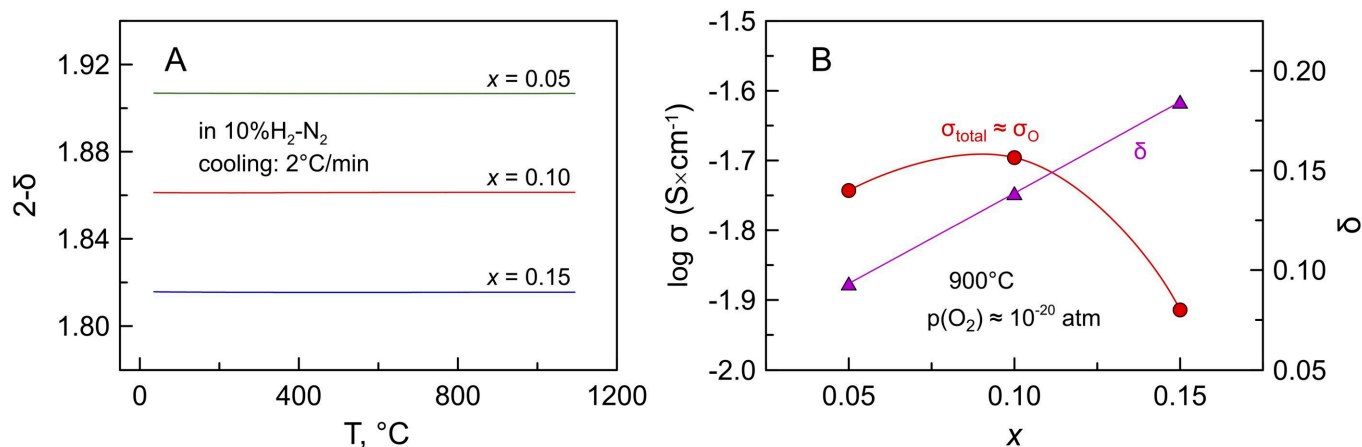 A
2-δ
1.92
1.88
1.84
1.80
x = 0.05
in 10%H₂-N₂
cooling: 2°C/min
x = 0.10
x = 0.15
0
400
800
1200
T, °C
B
log σ (S×cm⁻¹)
-1.5
-1.6
-1.7
-1.8
-1.9
-2.0
σtotal ≈ σO
δ
900°C
p(O₂) ≈ 10⁻²⁰ atm
0.05
0.10
0.15
x
0.20
0.15
0.10
0.05
δ